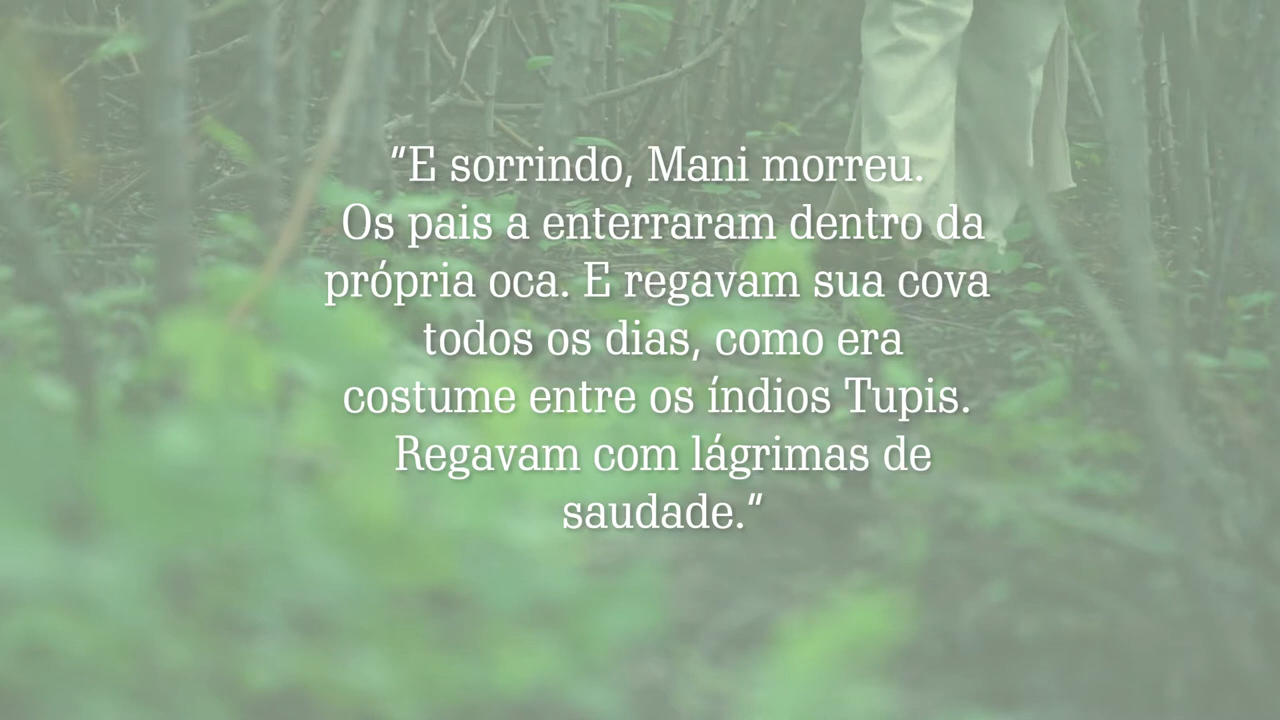 "E sorrindo, Mani morreu.
Os pais a enterraram dentro da
própria oca. E regavam sua cova
todos os dias, como era
costume entre os índios Tupis.
Regavam com lágrimas de
saudade."